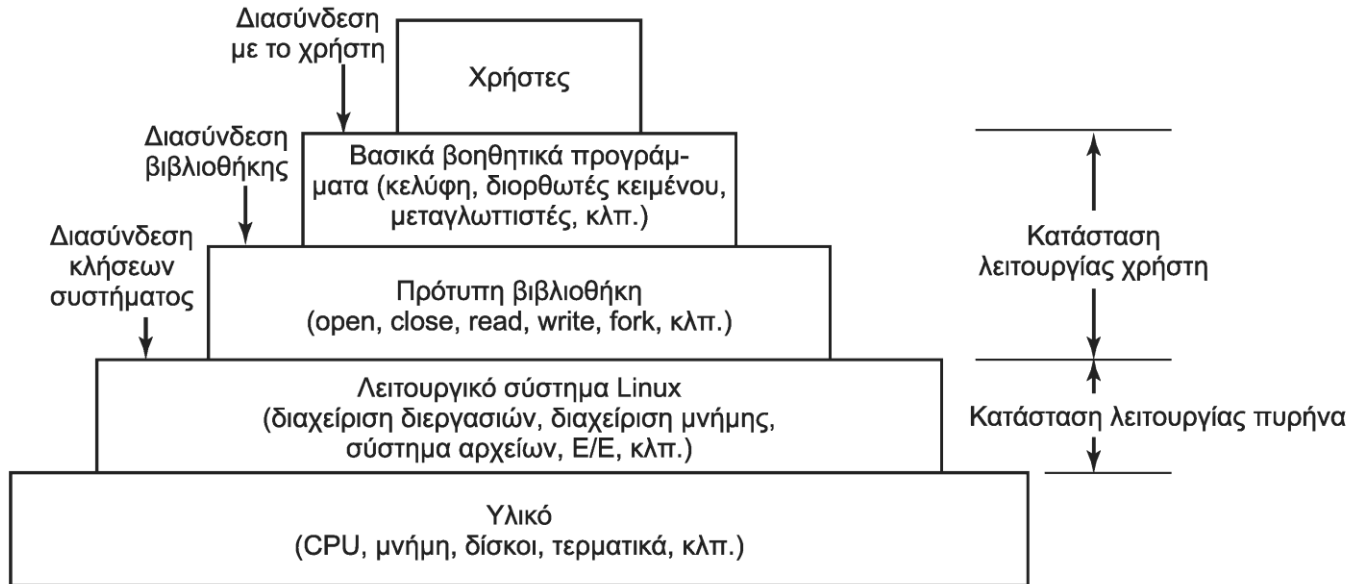 Διασύνδεση
με το χρήστη
Χρήστες
Διασύνδεση
βιβλιοθήκης
Βασικά βοηθητικά προγράμ-
ματα (κελύφη, διορθωτές κειμένου,
μεταγλωττιστές, κλπ.)
Διασύνδεση
κλήσεων
συστήματος
Πρότυπη βιβλιοθήκη
(open, close, read, write, fork, κλπ.)
Κατάσταση
λειτουργίας χρήστη
Λειτουργικό σύστημα Linux
(διαχείριση διεργασιών, διαχείριση μνήμης,
σύστημα αρχείων, Ε/Ε, κλπ.)
Κατάσταση λειτουργίας πυρήνα
Υλικό
(CPU, μνήμη, δίσκοι, τερματικά, κλπ.)